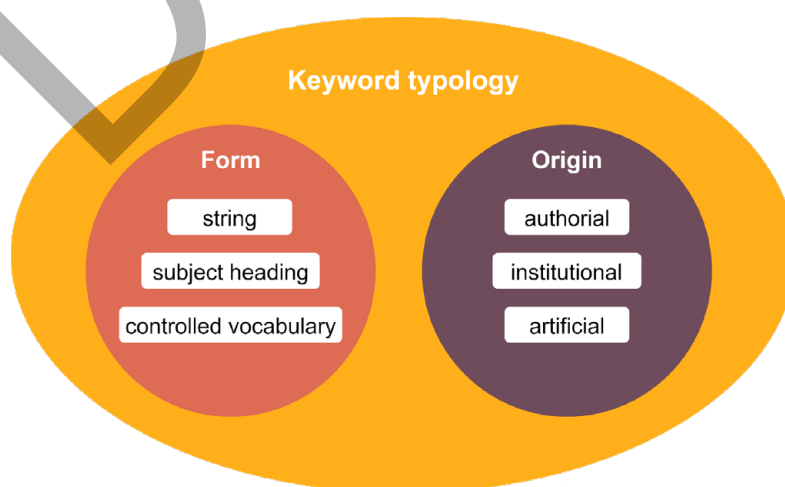 Keyword typology
Form
string
subject heading
controlled vocabulary
Origin
authorial
institutional
artificial